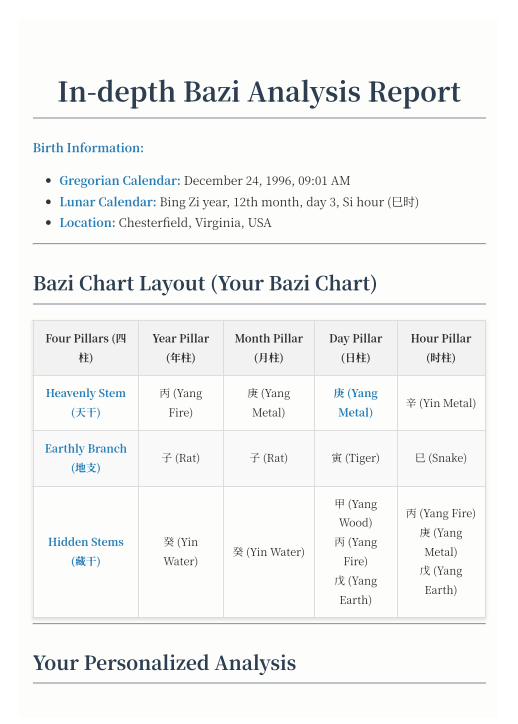 In-depth Bazi Analysis Report
Birth Information:
Gregorian Calendar: December 24, 1996, 09:01 AM
Lunar Calendar: Bing Zi year, 12th month, day 3, Si hour (巳时)
Location: Chesterfield, Virginia, USA
Bazi Chart Layout (Your Bazi Chart)
Four Pillars (四
柱)
Year Pillar
(年柱)
Month Pillar
(月柱)
Day Pillar
(日柱)
Hour Pillar
(时柱)
Heavenly Stem
(天干)
丙 (Yang
Fire)
庚 (Yang
Metal)
庚 (Yang
Metal)
辛 (Yin Metal)
Earthly Branch
(地支)
子 (Rat)
子 (Rat)
寅 (Tiger)
巳 (Snake)
Hidden Stems
(藏干)
癸 (Yin
Water)
癸 (Yin Water)
甲 (Yang
Wood)
丙 (Yang
Fire)
戊 (Yang
Earth)
丙 (Yang Fire)
庚 (Yang
Metal)
戊 (Yang
Earth)
Your Personalized Analysis